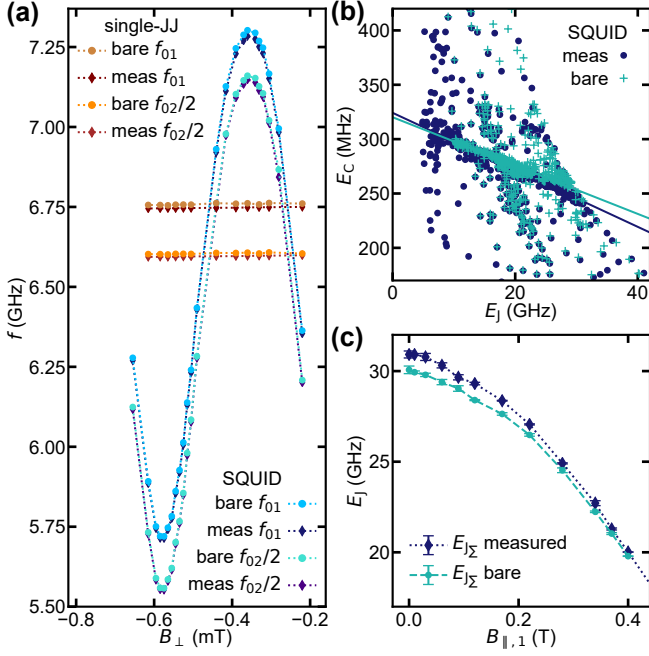 (a)
single-JJ
bare f01
meas f01
bare f02/2
meas f02/2
SQUID
bare f01
meas f01
bare f02/2
meas f02/2
7.25
7.00
6.75
6.50
6.25
6.00
5.75
5.50
f (GHz)
−0.8 −0.6 −0.4 −0.2
B⊥ (mT)
(b)
SQUID
meas
bare
400
350
300
250
200
EC (MHz)
0 20 40
EJ (GHz)
(c)
30
20
EJ (GHz)
EJΣ measured
EJΣ bare
0.0 0.2 0.4
B∥,1 (T)